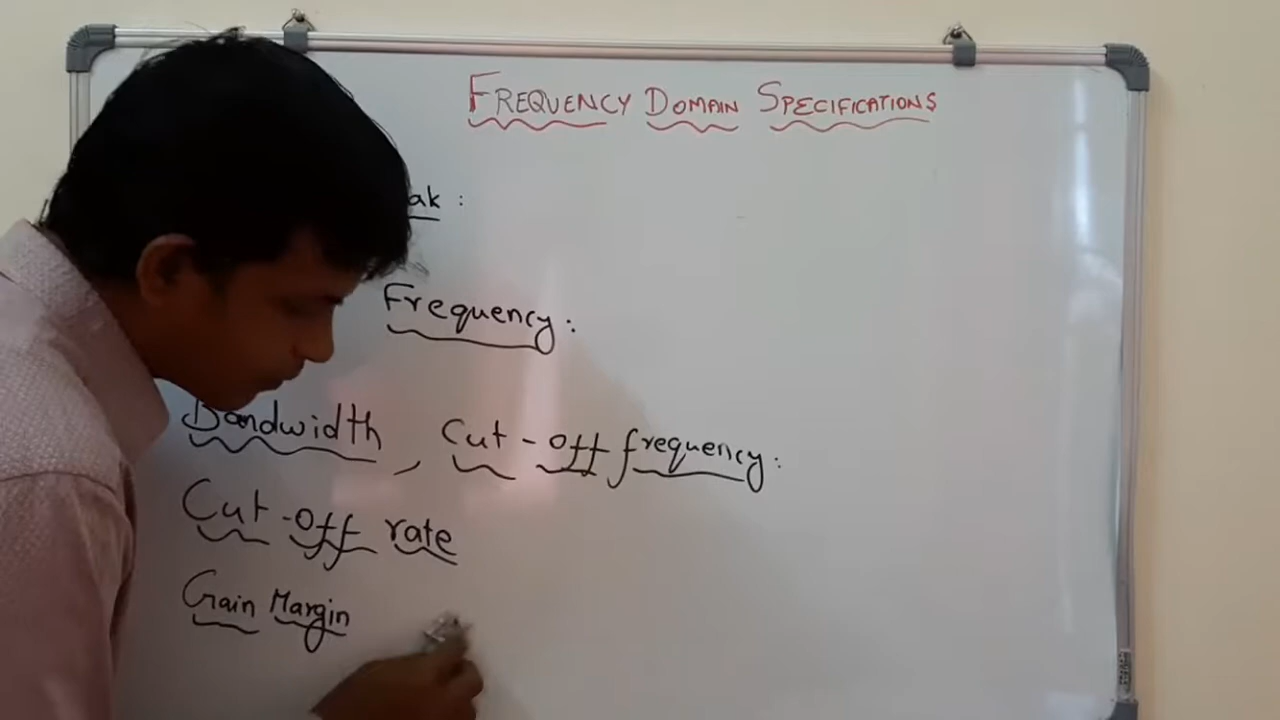 FREQUENCY DOMAIN SPECIFICATIONS
ak :
Frequency :
Bandwidth , Cut - off frequency :
Cut - off rate
Gain Margin